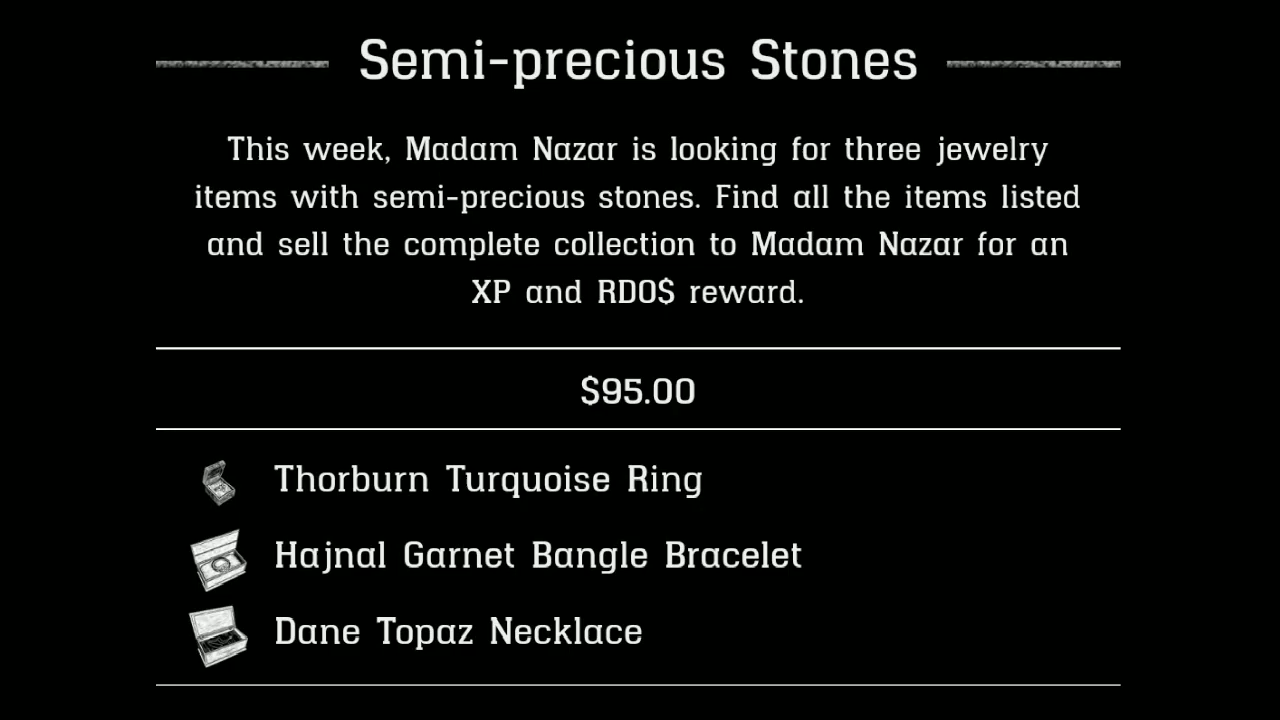 Semi-precious Stones
This week, Madam Nazar is looking for three jewelry
items with semi-precious stones. Find all the items listed
and sell the complete collection to Madam Nazar for an
XP and RDO$ reward.
$95.00
Thorburn Turquoise Ring
Hajnal Garnet Bangle Bracelet
Dane Topaz Necklace